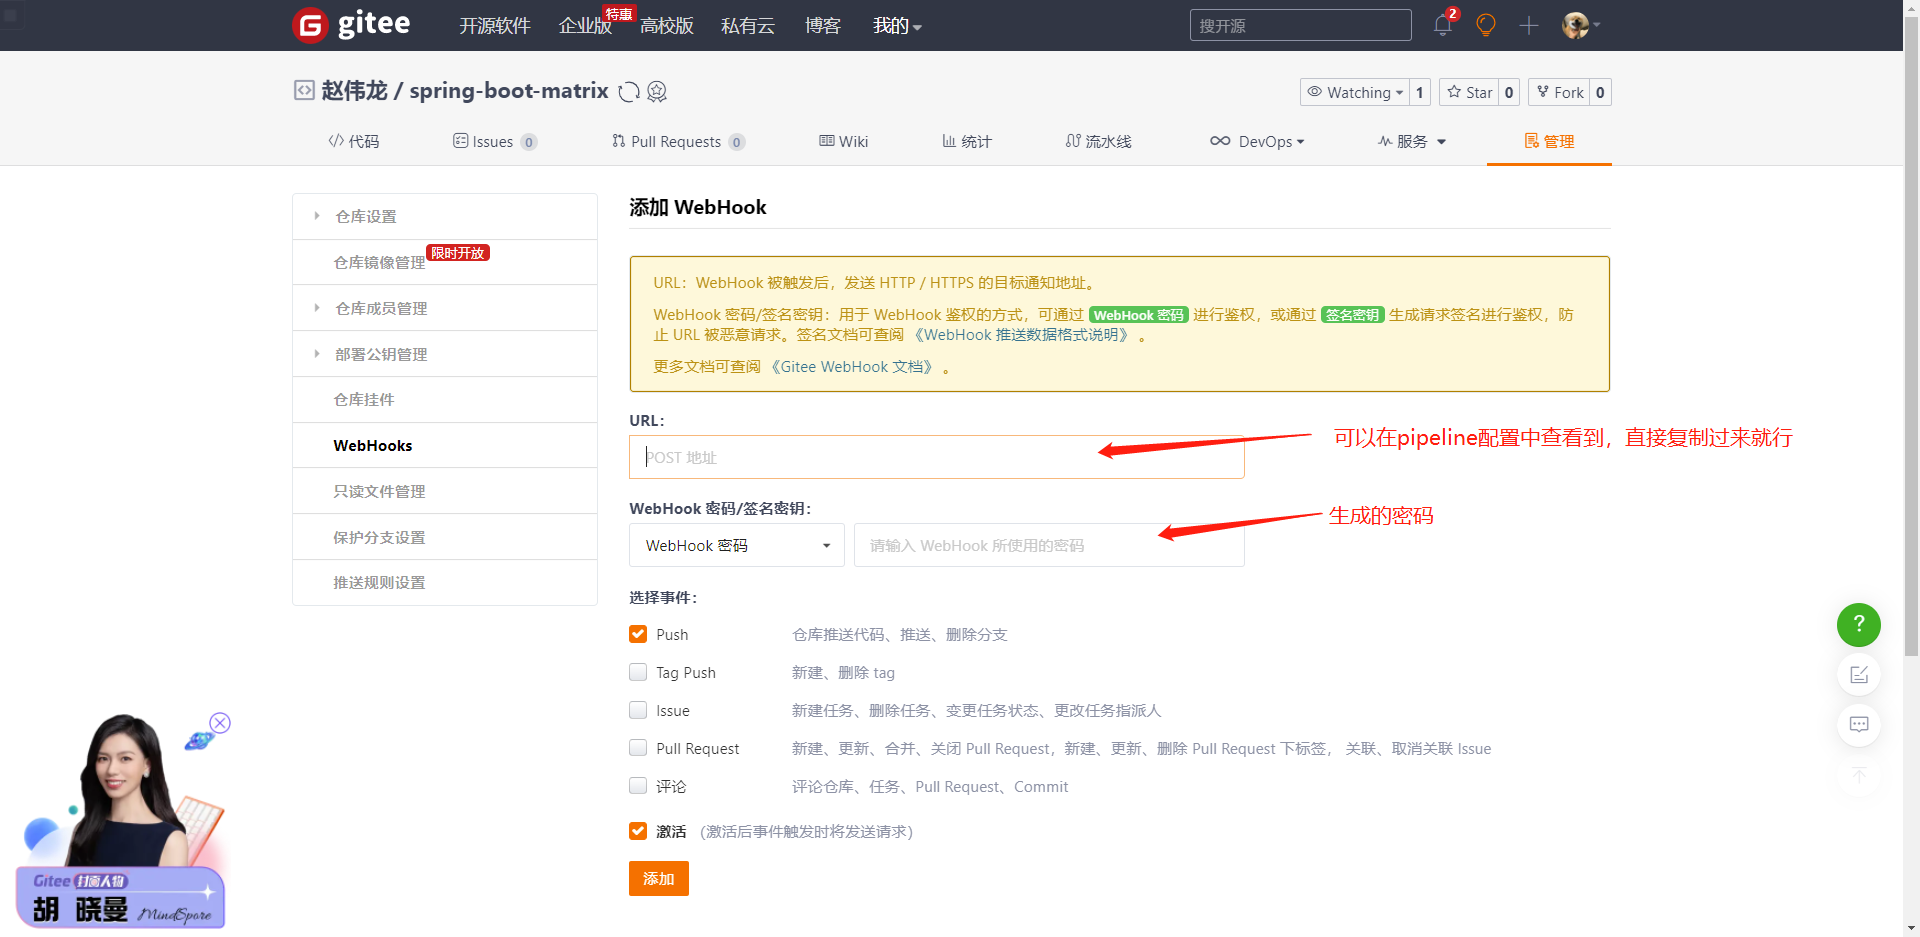 gitee 开源软件 企业版 特惠 高校版 私有云 博客 我的 搜开源 2
赵伟龙 / spring-boot-matrix Watching 1 Star 0 Fork 0
代码 Issues 0 Pull Requests 0 Wiki 统计 流水线 DevOps 服务 管理
仓库设置
仓库镜像管理 限时开放
仓库成员管理
部署公钥管理
仓库挂件
WebHooks
只读文件管理
保护分支设置
推送规则设置
添加 WebHook
URL：WebHook 被触发后，发送 HTTP / HTTPS 的目标通知地址。
WebHook 密码/签名密钥：用于 WebHook 鉴权的方式，可通过 WebHook 密码 进行鉴权，或通过 签名密钥 生成请求签名进行鉴权，防
止 URL 被恶意请求。签名文档可查阅 《WebHook 推送数据格式说明》 。
更多文档可查阅 《Gitee WebHook 文档》 。
URL：
POST 地址
可以在pipeline配置中查看到，直接复制过来就行
WebHook 密码/签名密钥：
WebHook 密码 请输入 WebHook 所使用的密码
生成的密码
选择事件：
Push 仓库推送代码、推送、删除分支
Tag Push 新建、删除 tag
Issue 新建任务、删除任务、变更任务状态、更改任务指派人
Pull Request 新建、更新、合并、关闭 Pull Request，新建、更新、删除 Pull Request 下标签， 关联、取消关联 Issue
评论 评论仓库、任务、Pull Request、Commit
激活 （激活后事件触发时将发送请求）
添加
?
Gitee 封面人物
胡 晓曼 MindSpore